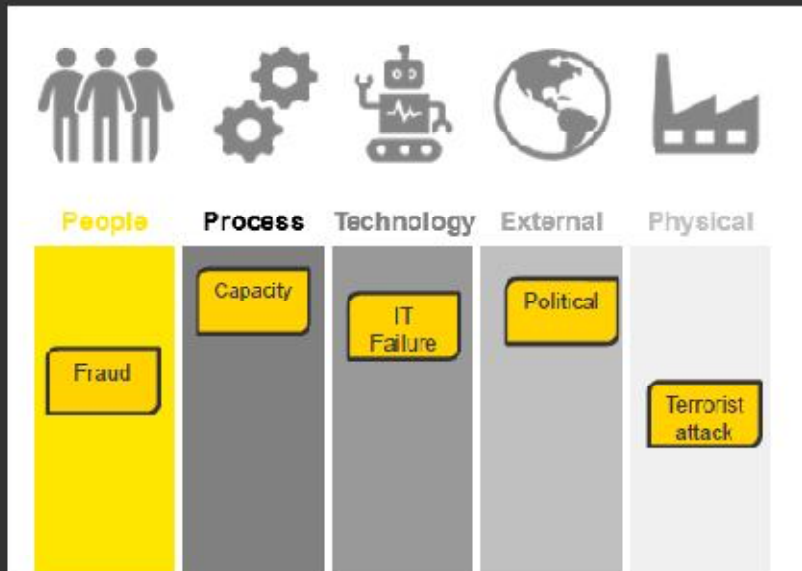 People Process Technology External Physical
Capacity
IT
Failure
Political
Fraud
Terrorist
attack